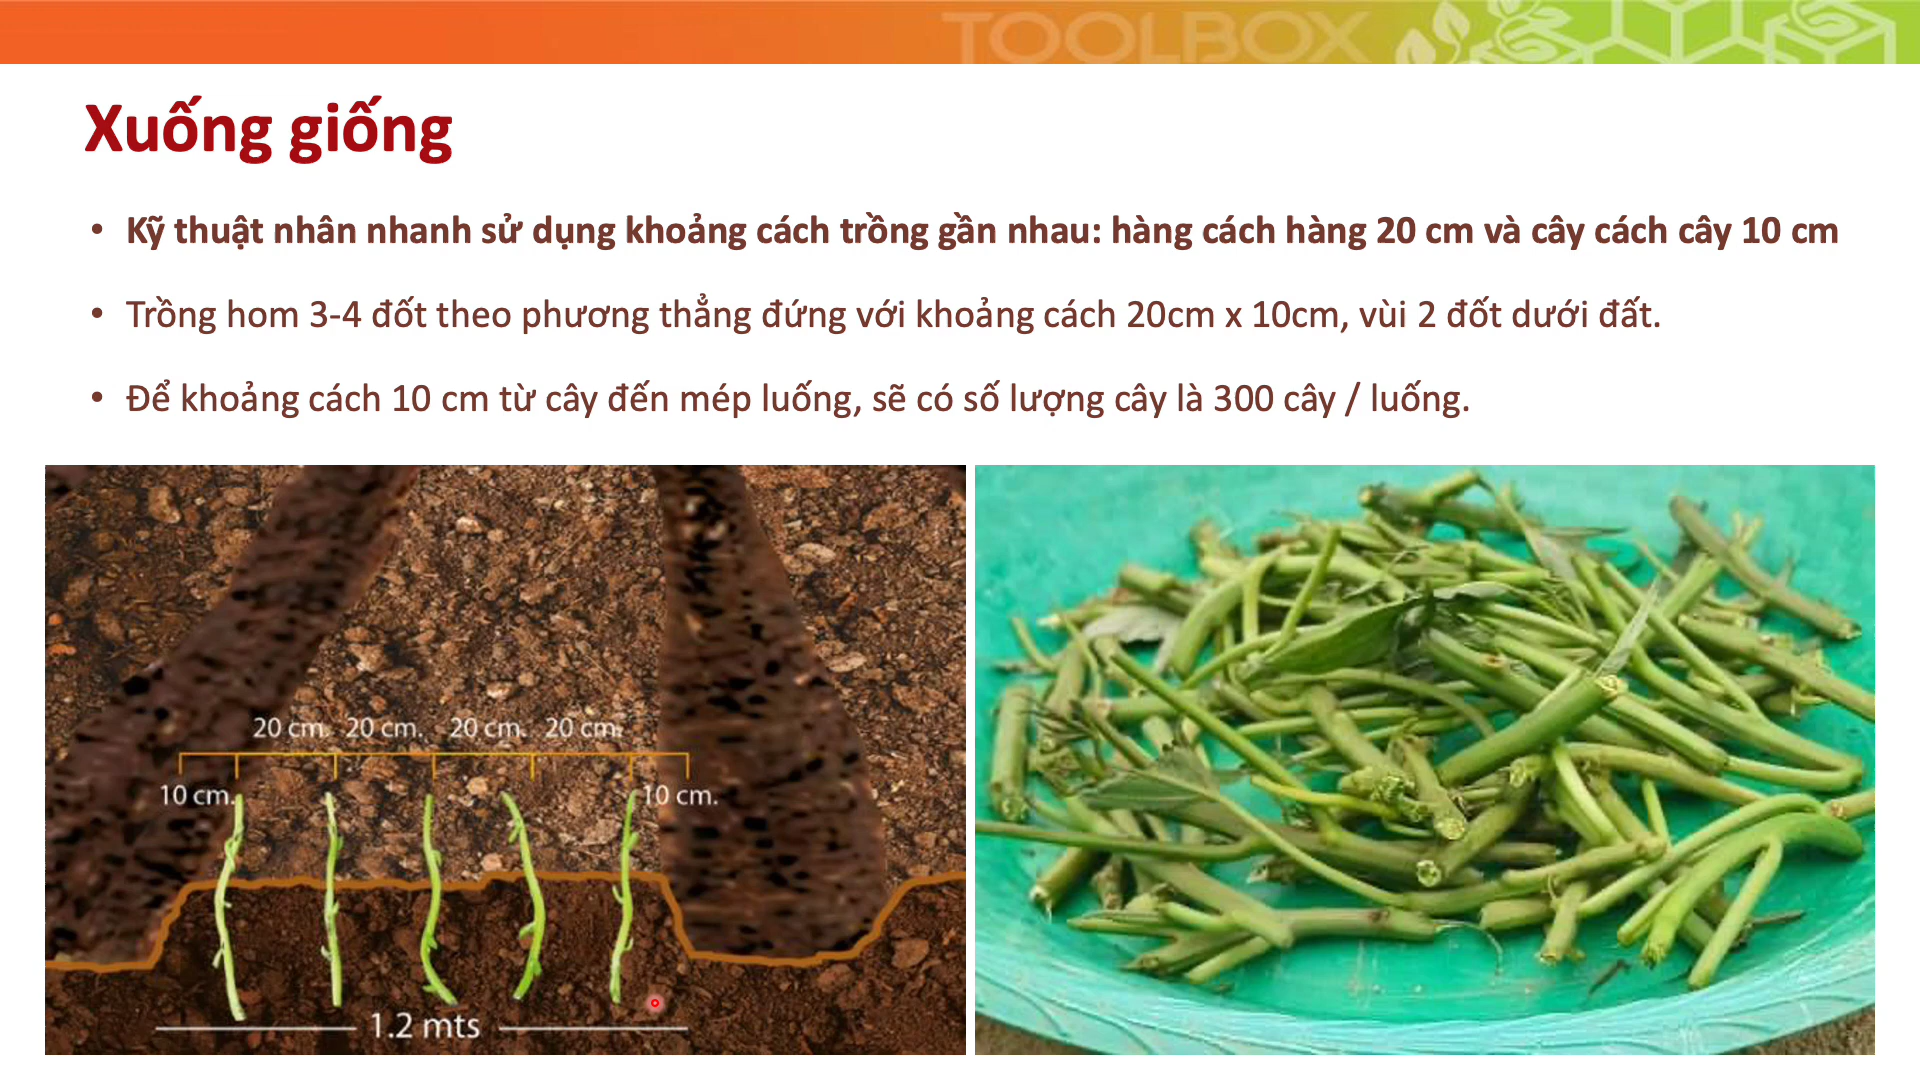 TOOLBOX
Xuống giống
• Kỹ thuật nhân nhanh sử dụng khoảng cách trồng gần nhau: hàng cách hàng 20 cm và cây cách cây 10 cm
• Trồng hom 3-4 đốt theo phương thẳng đứng với khoảng cách 20cm x 10cm, vùi 2 đốt dưới đất.
• Để khoảng cách 10 cm từ cây đến mép luống, sẽ có số lượng cây là 300 cây / luống.
20 cm. 20 cm. 20 cm. 20 cm.
10 cm. 10 cm.
1.2 mts